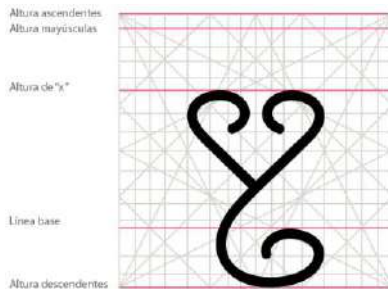 Altura ascendentes
Altura mayúsculas
Altura de "x"
Línea base
Altura descendentes